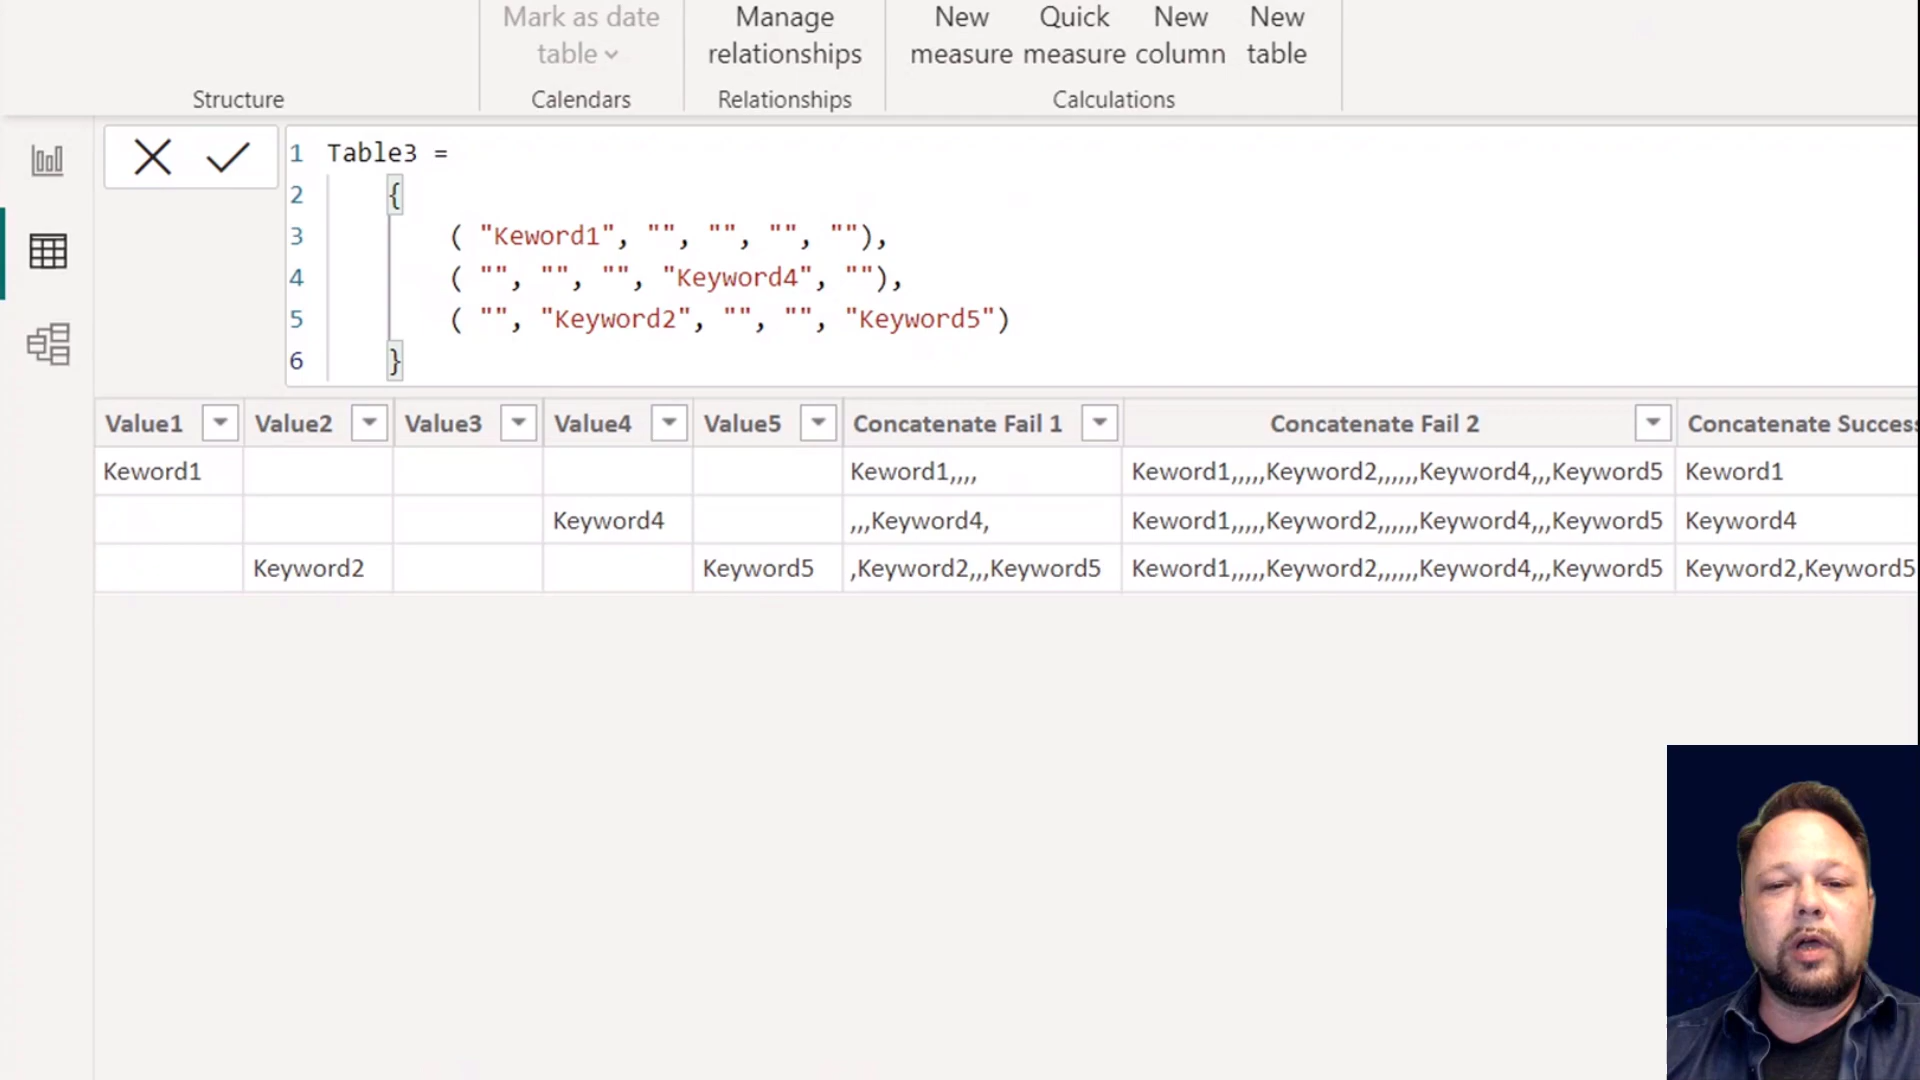 Mark as date table
Manage relationships
New measure
Quick measure
New column
New table
Structure
Calendars
Relationships
Calculations
1 Table3 =
2 {
3 ( "Keword1", "", "", "", ""),
4 ( "", "", "", "Keyword4", ""),
5 ( "", "Keyword2", "", "", "Keyword5")
6 }
Value1 Value2 Value3 Value4 Value5 Concatenate Fail 1 Concatenate Fail 2 Concatenate Success
Keword1 Keword1,,,, Keword1,,,,,Keyword2,,,,,,Keyword4,,,Keyword5 Keword1
Keyword4 ,,,Keyword4, Keword1,,,,,Keyword2,,,,,,Keyword4,,,Keyword5 Keyword4
Keyword2 Keyword5 ,Keyword2,,,Keyword5 Keword1,,,,,Keyword2,,,,,,Keyword4,,,Keyword5 Keyword2,Keyword5